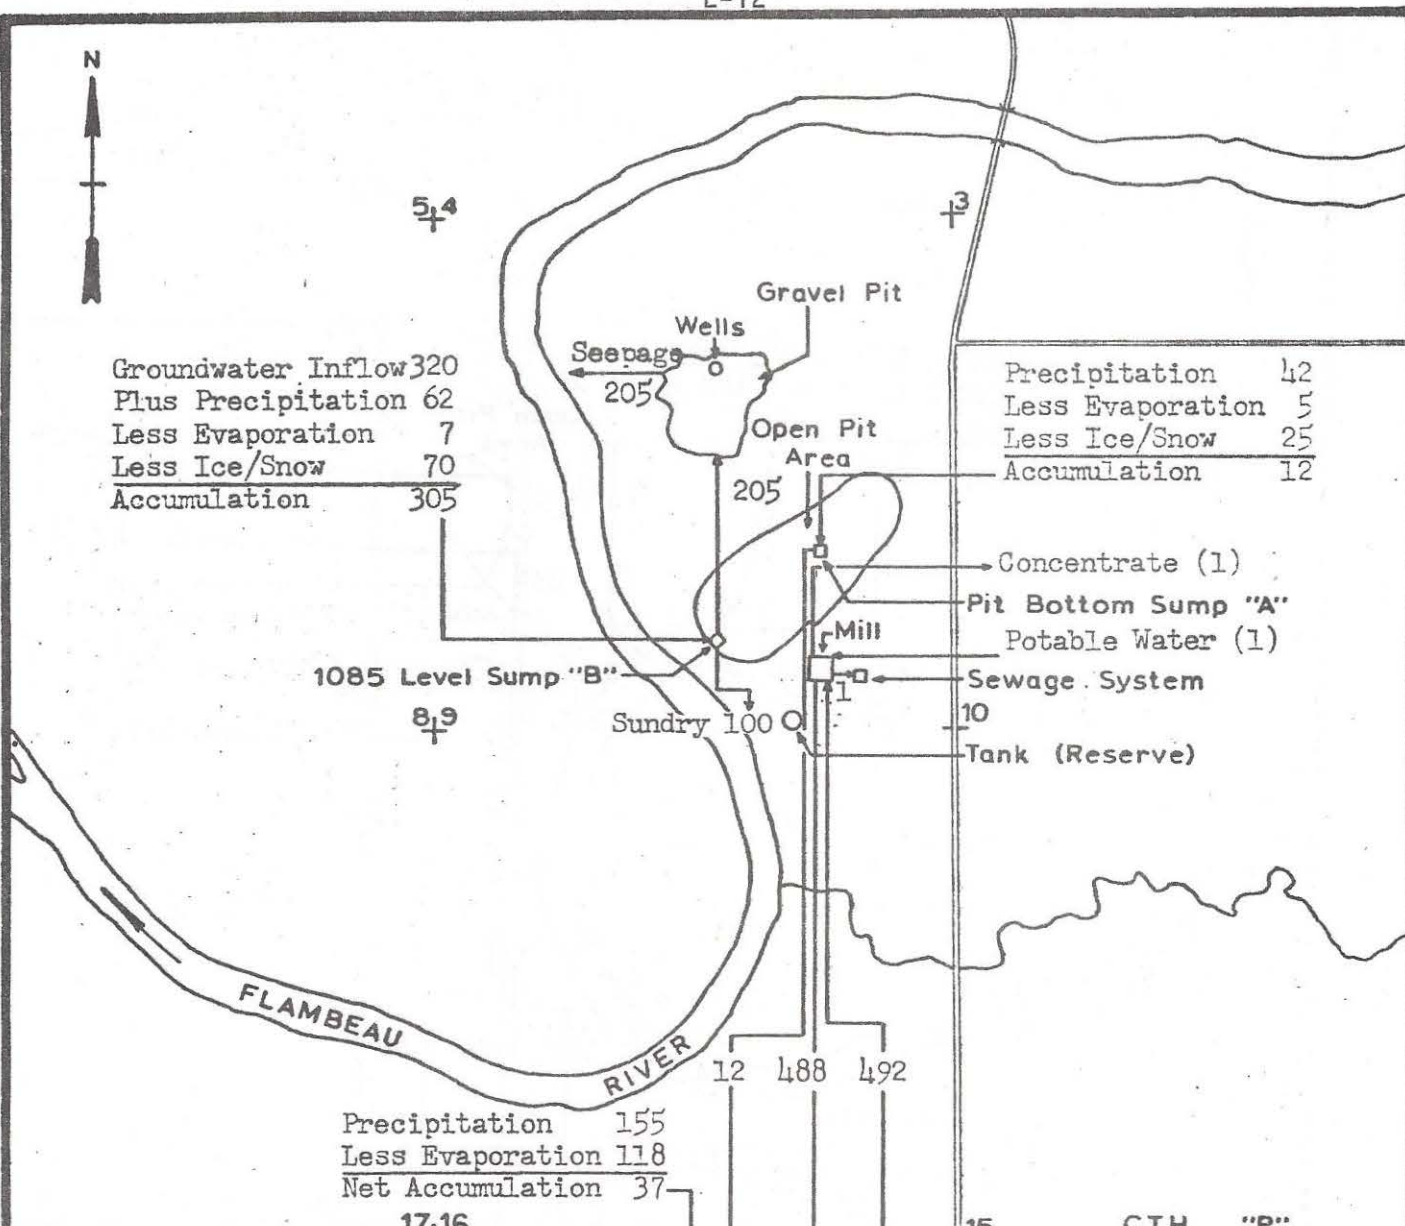 N
5 4
3
Gravel Pit
Wells
Seepage
205
Groundwater Inflow 320
Plus Precipitation 62
Less Evaporation 7
Less Ice/Snow 70
Accumulation 305
Precipitation 42
Less Evaporation 5
Less Ice/Snow 25
Accumulation 12
Open Pit
Area
205
Concentrate (1)
Pit Bottom Sump "A"
Mill
Potable Water (1)
1085 Level Sump "B"
Sewage System
1
8 9
Sundry 100
10
Tank (Reserve)
FLAMBEAU RIVER
12 488 492
Precipitation 155
Less Evaporation 118
Net Accumulation 37
17 16
15